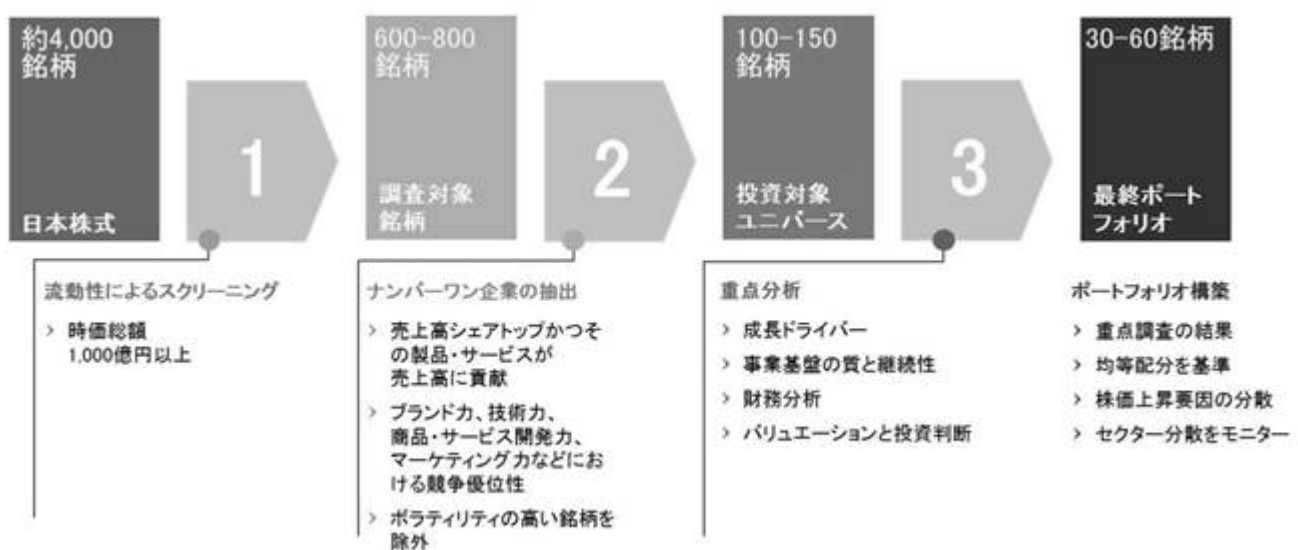 約4,000
銘柄
日本株式
1
600-800
銘柄
調査対象
銘柄
2
100-150
銘柄
投資対象
ユニバース
3
30-60銘柄
最終ポート
フォリオ
流動性によるスクリーニング
> 時価総額
1,000億円以上
ナンバーワン企業の抽出
> 売上高シェアトップかつそ
の製品・サービスが
売上高に貢献
> ブランド力、技術力、
商品・サービス開発力、
マーケティング力などにお
ける競争優位性
> ボラティリティの高い銘柄を
除外
重点分析
> 成長ドライバー
> 事業基盤の質と継続性
> 財務分析
> バリュエーションと投資判断
ポートフォリオ構築
> 重点調査の結果
> 均等配分を基準
> 株価上昇要因の分散
> セクター分散をモニター